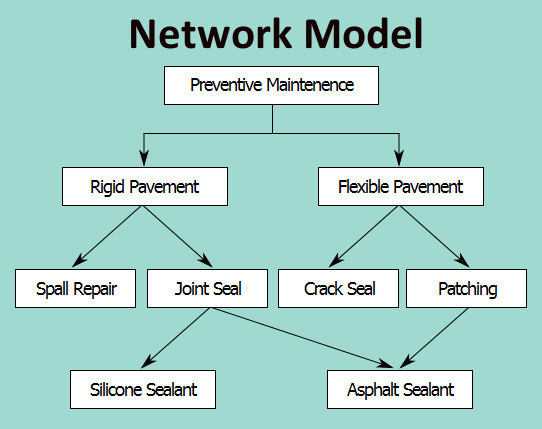 Network Model
Preventive Maintenence
Rigid Pavement
Flexible Pavement
Spall Repair
Joint Seal
Crack Seal
Patching
Silicone Sealant
Asphalt Sealant